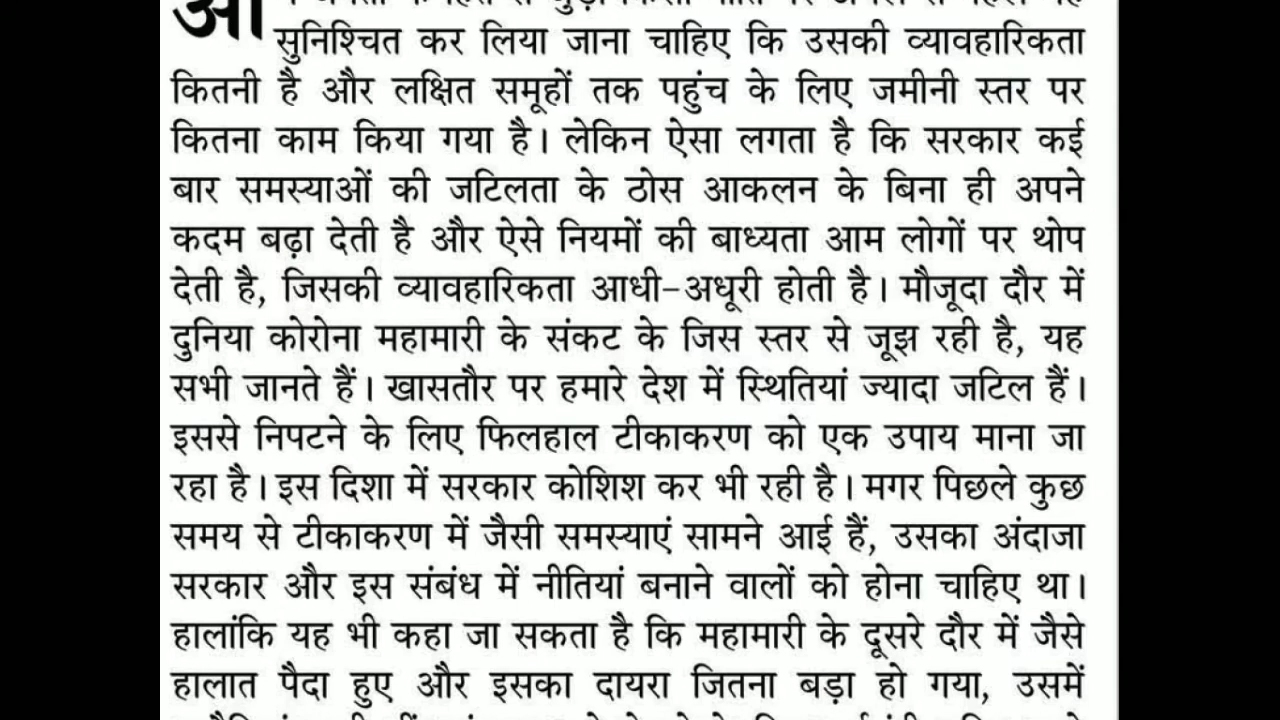 आ
सुनिश्चित कर लिया जाना चाहिए कि उसकी व्यावहारिकता
कितनी है और लक्षित समूहों तक पहुंच के लिए जमीनी स्तर पर
कितना काम किया गया है। लेकिन ऐसा लगता है कि सरकार कई
बार समस्याओं की जटिलता के ठोस आकलन के बिना ही अपने
कदम बढ़ा देती है और ऐसे नियमों की बाध्यता आम लोगों पर थोप
देती है, जिसकी व्यावहारिकता आधी-अधूरी होती है। मौजूदा दौर में
दुनिया कोरोना महामारी के संकट के जिस स्तर से जूझ रही है, यह
सभी जानते हैं। खासतौर पर हमारे देश में स्थितियां ज्यादा जटिल हैं।
इससे निपटने के लिए फिलहाल टीकाकरण को एक उपाय माना जा
रहा है। इस दिशा में सरकार कोशिश कर भी रही है। मगर पिछले कुछ
समय से टीकाकरण में जैसी समस्याएं सामने आई हैं, उसका अंदाजा
सरकार और इस संबंध में नीतियां बनाने वालों को होना चाहिए था।
हालांकि यह भी कहा जा सकता है कि महामारी के दूसरे दौर में जैसे
हालात पैदा हुए और इसका दायरा जितना बड़ा हो गया, उसमें